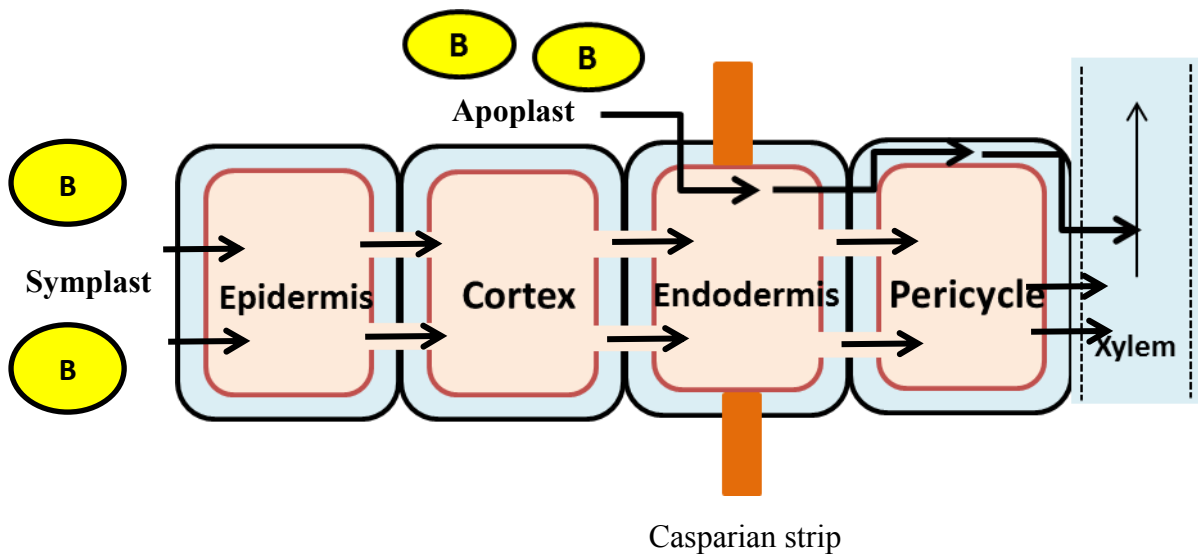 B
B
Apoplast
B
Symplast
Epidermis
Cortex
Endodermis
Pericycle
Xylem
B
Casparian strip